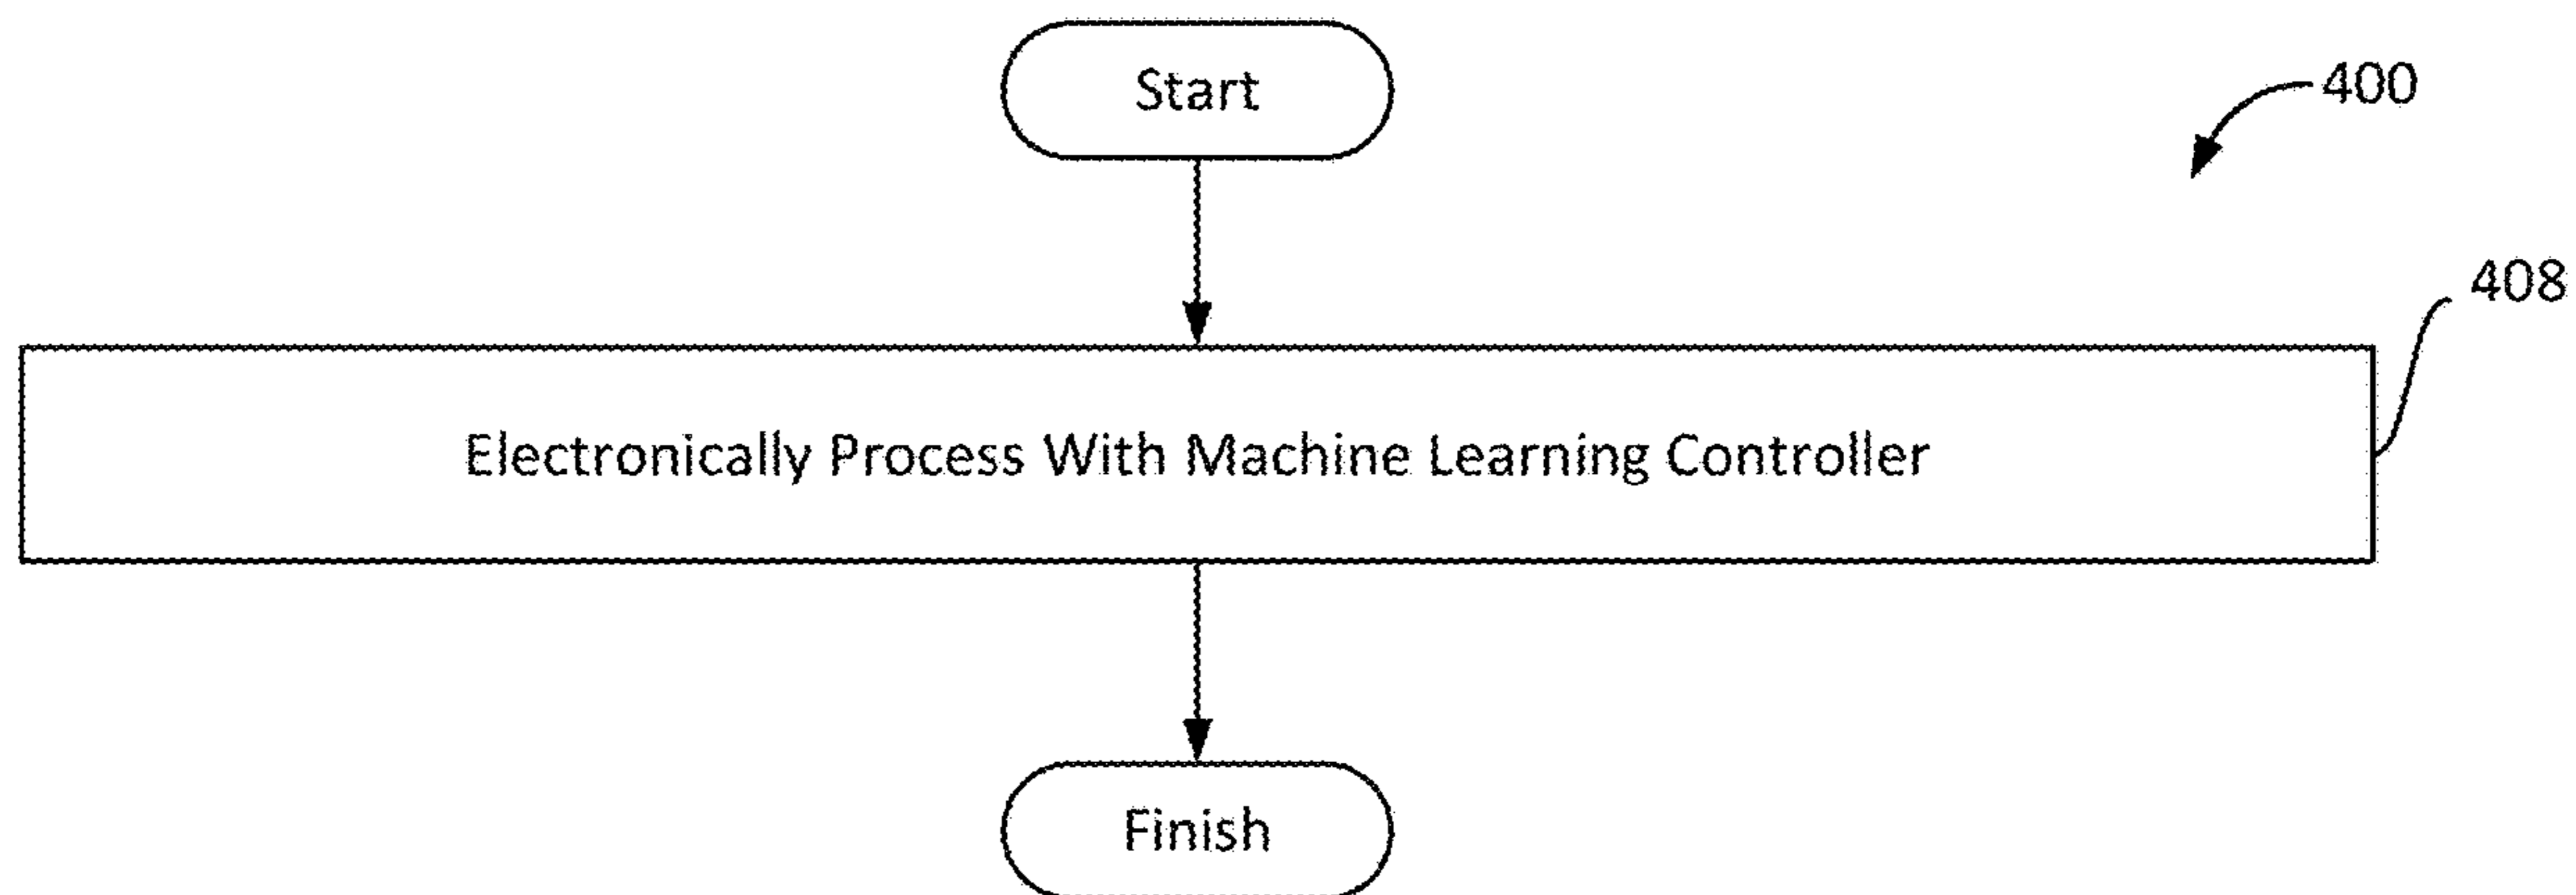 Start
400
408
Electronically Process With Machine Learning Controller
Finish